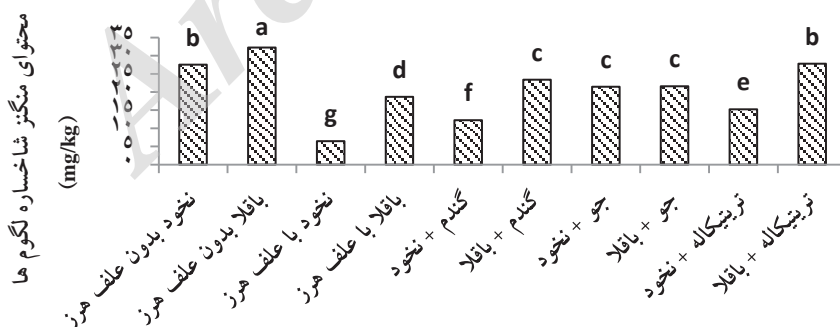 محتوای منگنز شاخساره لگوم ها
(mg/kg)
b
a
g
d
f
c
c
c
e
b
نخود بدون علف هرز
باقلا بدون علف هرز
نخود با علف هرز
باقلا با علف هرز
گندم + نخود
گندم + باقلا
جو + نخود
جو + باقلا
تریتیکاله + نخود
تریتیکاله + باقلا